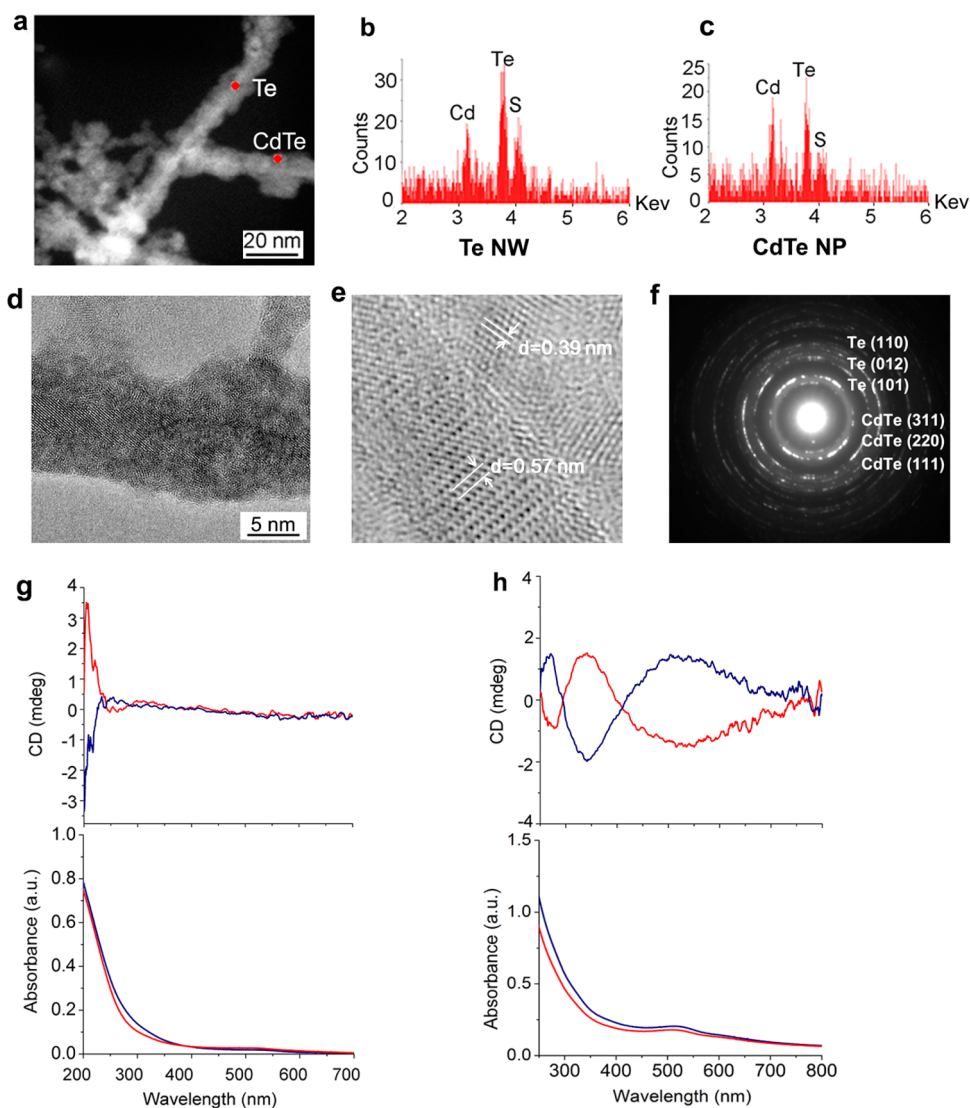 a
Te
CdTe
20 nm
b
Counts
30
20
10
0
Cd
Te
S
2 3 4 5 6
Kev
Te NW
c
Counts
25
20
15
10
5
0
Cd
Te
S
2 3 4 5 6
Kev
CdTe NP
d
5 nm
e
d=0.39 nm
d=0.57 nm
f
Te (110)
Te (012)
Te (101)
CdTe (311)
CdTe (220)
CdTe (111)
g
CD (mdeg)
4
3
2
1
0
-1
-2
-3
Absorbance (a.u.)
1.0
0.8
0.6
0.4
0.2
0.0
200 300 400 500 600 700
Wavelength (nm)
h
CD (mdeg)
4
2
0
-2
-4
Absorbance (a.u.)
1.5
1.0
0.5
0.0
300 400 500 600 700 800
Wavelength (nm)